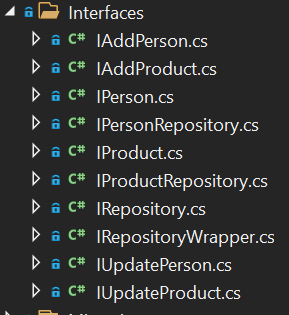 Interfaces
C# IAddPerson.cs
C# IAddProduct.cs
C# IPerson.cs
C# IPersonRepository.cs
C# IProduct.cs
C# IProductRepository.cs
C# IRepository.cs
C# IRepositoryWrapper.cs
C# IUpdatePerson.cs
C# IUpdateProduct.cs